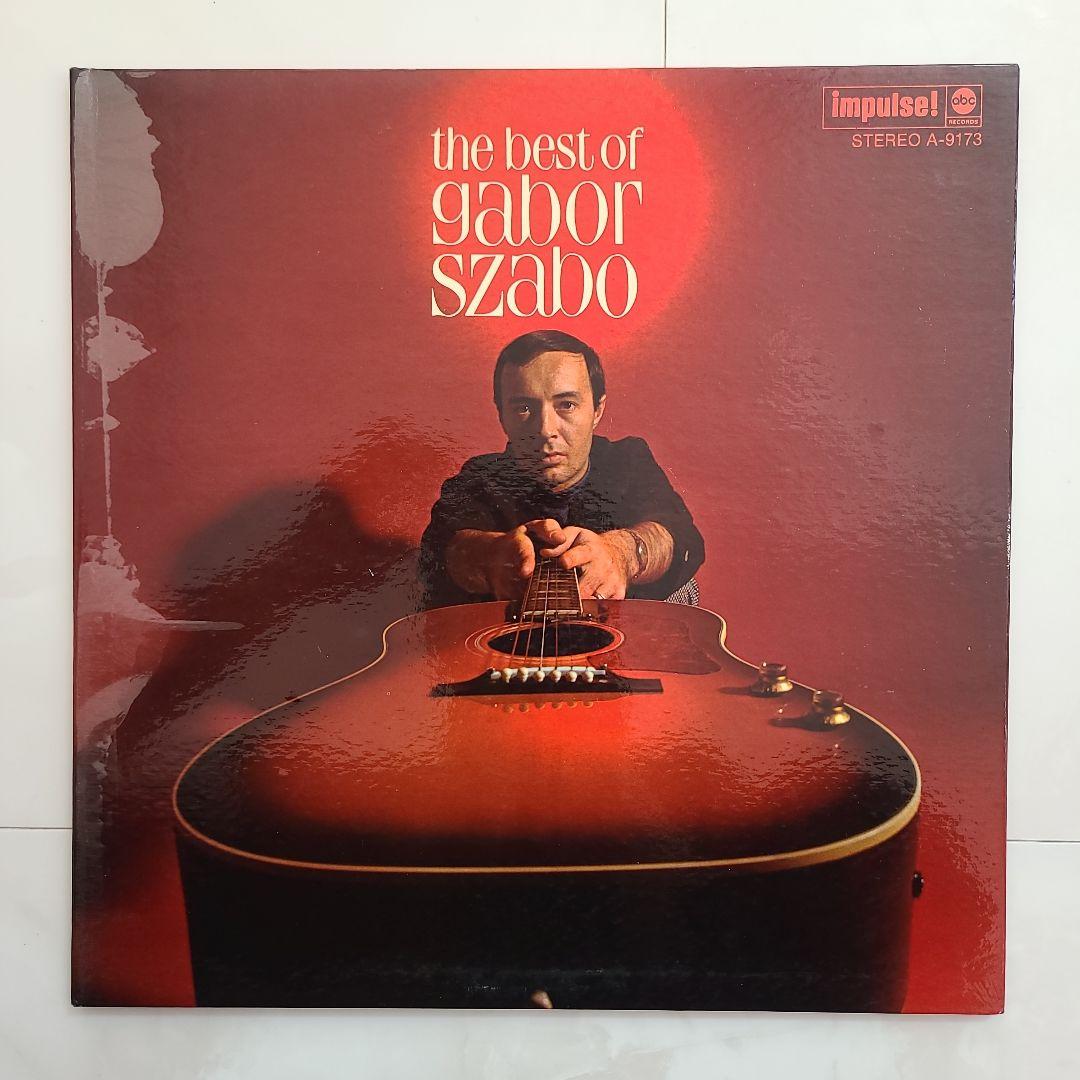 the best of
gabor
szabo
impulse!
abc
RECORDS
STEREO A-9173